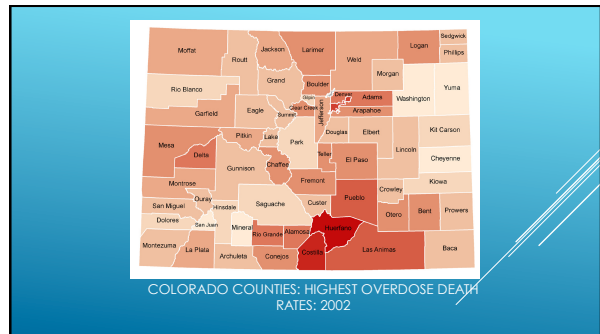 Sedgwick
Logan
Jackson
Larimer
Moffat
Phillips
Routt
Weld
Morgan
Grand
Boulder
Rio Blanco
Yuma
Gilpin
Denver
Adams
Washington
Clear Creek
Garfield
Eagle
Arapahoe
Summit
Jefferson
Kit Carson
Douglas
Elbert
Pitkin
Lake
Park
Mesa
Lincoln
Delta
Teller
Cheyenne
El Paso
Chaffee
Gunnison
Fremont
Kiowa
Montrose
Crowley
Pueblo
Ouray
Custer
Saguache
San Miguel
Hinsdale
Bent
Prowers
Otero
Dolores
San Juan
Mineral
Huerfano
Rio Grande
Alamosa
Montezuma
La Plata
Las Animas
Baca
Costilla
Conejos
Archuleta
COLORADO COUNTIES: HIGHEST OVERDOSE DEATH
RATES: 2002